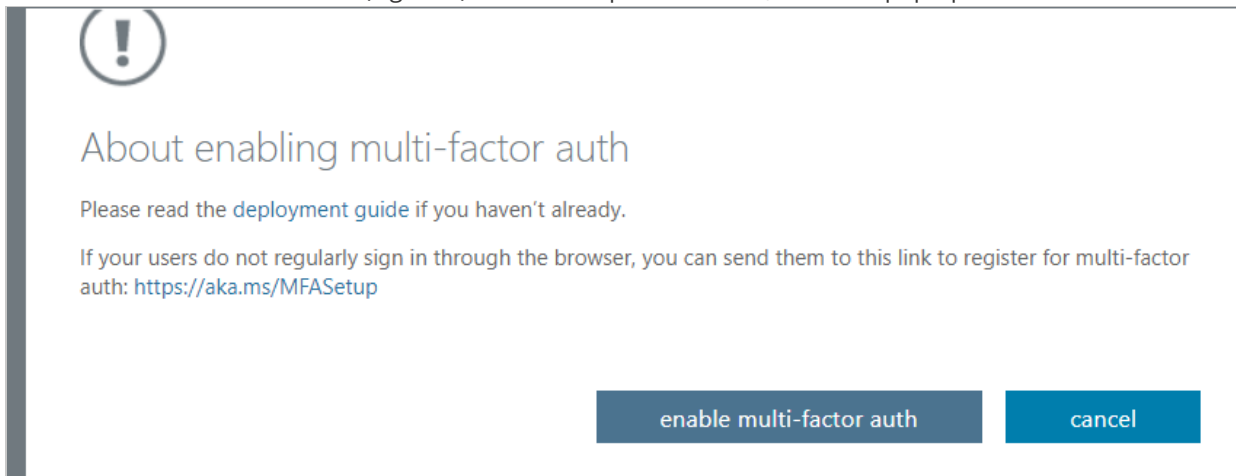 About enabling multi-factor auth
Please read the deployment guide if you haven't already.
If your users do not regularly sign in through the browser, you can send them to this link to register for multi-factor
auth: https://aka.ms/MFASetup
enable multi-factor auth
cancel